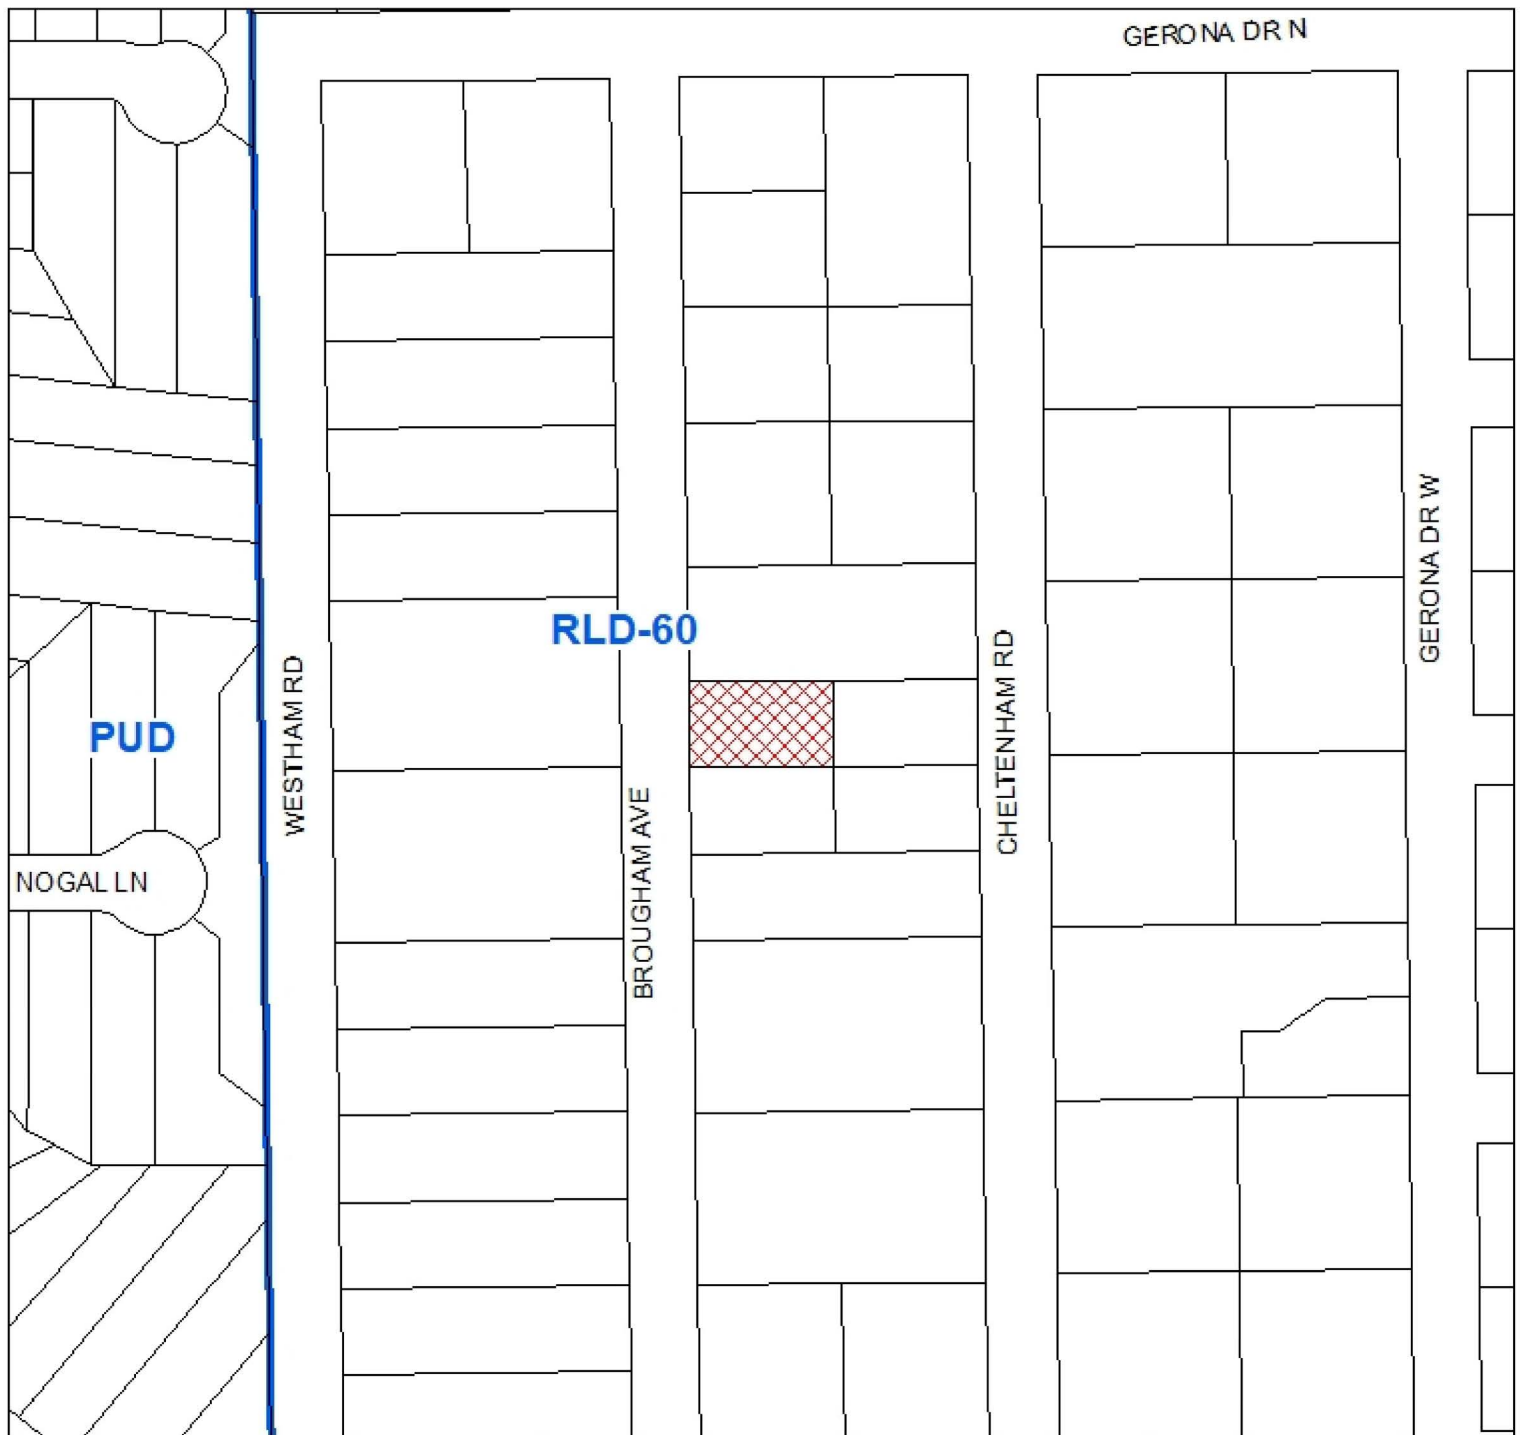 GERONA DR N
GERONA DR W
RLD-60
WESTHAM RD
CHELTENHAM RD
PUD
BROUGHAM AVE
NOGAL LN